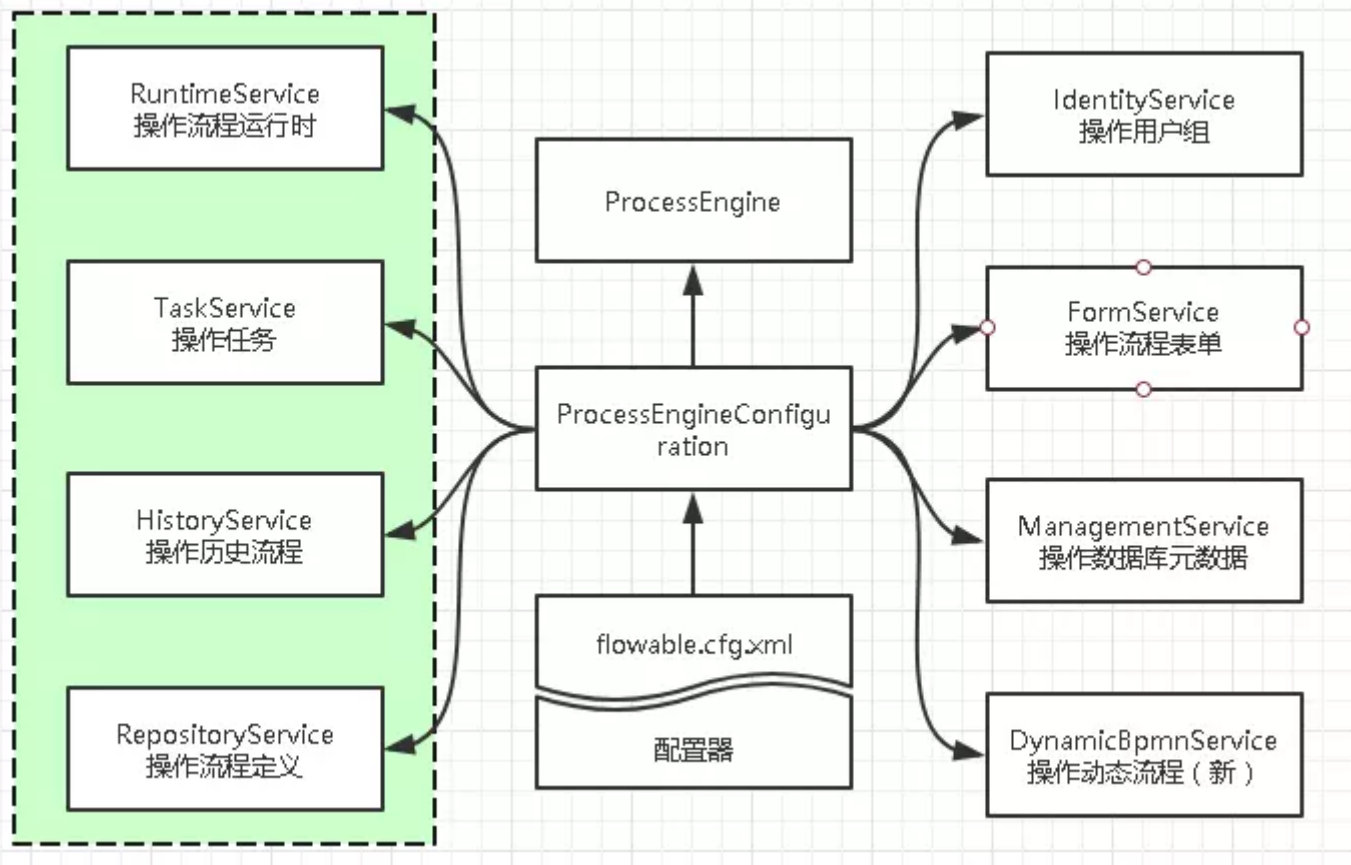 RuntimeService
操作流程运行时
TaskService
操作任务
HistoryService
操作历史流程
RepositoryService
操作流程定义
ProcessEngine
ProcessEngineConfigu
ration
flowable.cfg.xml
配置器
IdentityService
操作用户组
FormService
操作流程表单
ManagementService
操作数据库元数据
DynamicBpmnService
操作动态流程（新）